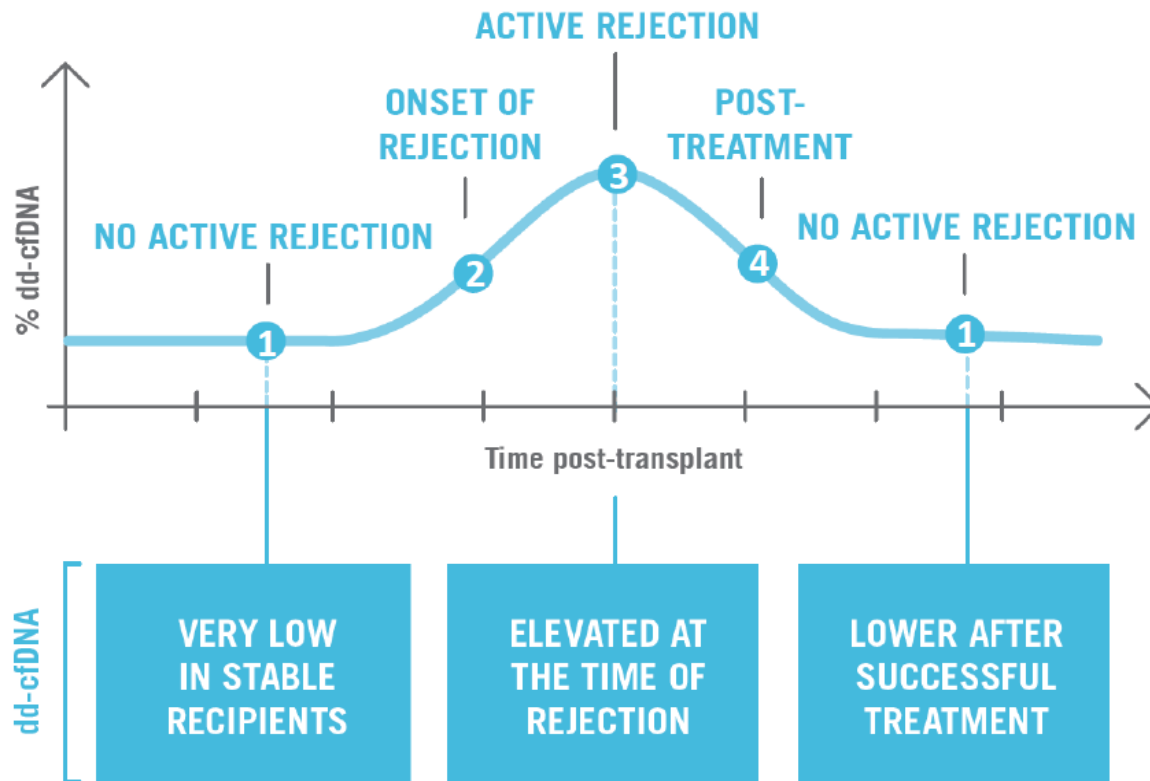 ACTIVE REJECTION
ONSET OF
REJECTION
POST-
TREATMENT
NO ACTIVE REJECTION
NO ACTIVE REJECTION
% dd-cfDNA
1
2
3
4
1
Time post-transplant
dd-cfDNA
VERY LOW
IN STABLE
RECIPIENTS
ELEVATED AT
THE TIME OF
REJECTION
LOWER AFTER
SUCCESSFUL
TREATMENT